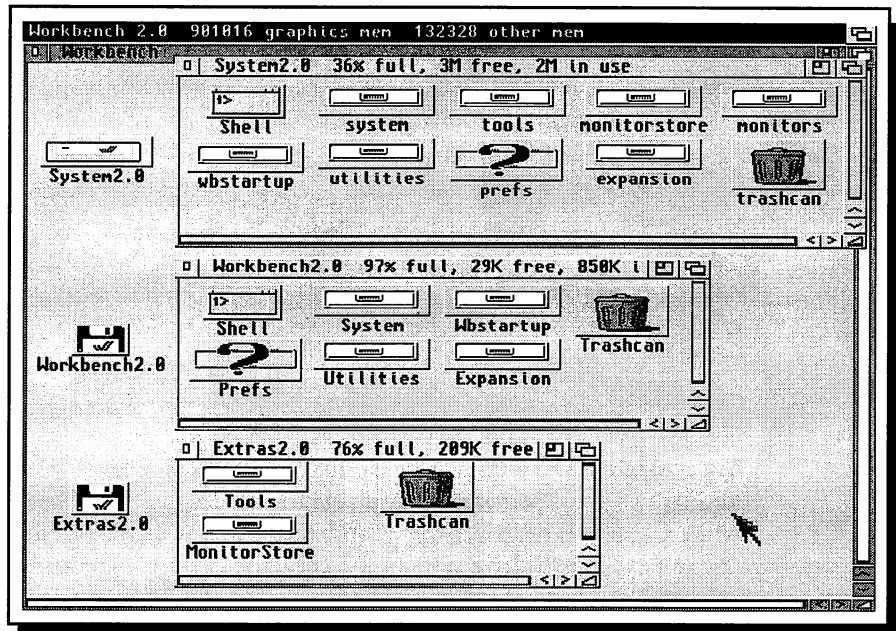 Workbench 2.0  901016 graphics mem  132328 other mem
Workbench
System2.0  36% full, 3M free, 2M in use
1>
Shell
system
tools
monitorstore
monitors
System2.0
wbstartup
utilities
prefs
expansion
trashcan
Workbench2.0  97% full, 29K free, 850K i
1>
Shell
System
Wbstartup
Trashcan
Workbench2.0
Prefs
Utilities
Expansion
Extras2.0  76% full, 209K free
Tools
Trashcan
Extras2.0
MonitorStore